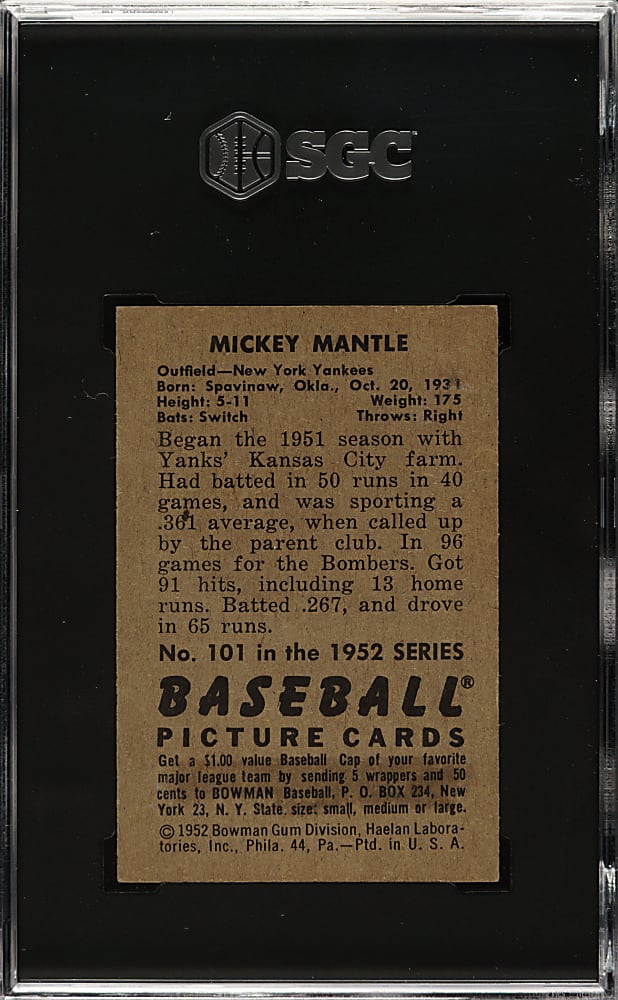 SGC
MICKEY MANTLE
Outfield—New York Yankees
Born: Spavinaw, Okla., Oct. 20, 1931
Height: 5-11 Weight: 175
Bats: Switch Throws: Right
Began the 1951 season with
Yanks' Kansas City farm.
Had batted in 50 runs in 40
games, and was sporting a
.361 average, when called up
by the parent club. In 96
games for the Bombers. Got
91 hits, including 13 home
runs. Batted .267, and drove
in 65 runs.
No. 101 in the 1952 SERIES
BASEBALL®
PICTURE CARDS
Get a $1.00 value Baseball Cap of your favorite
major league team by sending 5 wrappers and 50
cents to BOWMAN Baseball, P. O. BOX 234, New
York 23, N. Y. State size: small, medium or large.
© 1952 Bowman Gum Division, Haelan Labora-
tories, Inc., Phila. 44, Pa.—Ptd. in U. S. A.